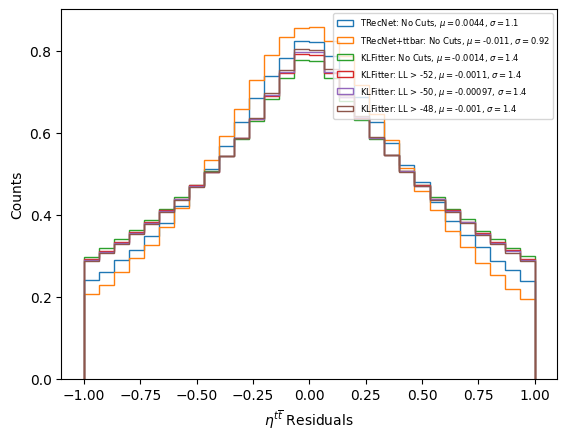 TRecNet: No Cuts, μ=0.0044, σ=1.1
TRecNet+ttbar: No Cuts, μ=-0.011, σ=0.92
KLFitter: No Cuts, μ=-0.0014, σ=1.4
KLFitter: LL > -52, μ=-0.0011, σ=1.4
KLFitter: LL > -50, μ=-0.00097, σ=1.4
KLFitter: LL > -48, μ=-0.001, σ=1.4
Counts
0.8
0.6
0.4
0.2
0.0
−1.00 −0.75 −0.50 −0.25 0.00 0.25 0.50 0.75 1.00
η^{tt̅} Residuals